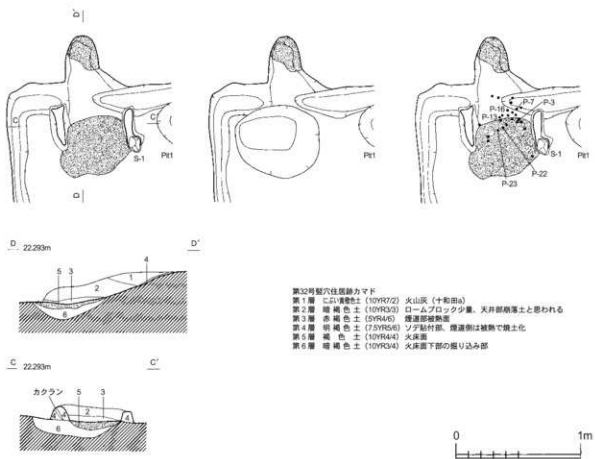 D'
C
C'
S-1
Pit1
D
Pit1
P-7
P-3
P-16
P-13
S-1
Pit1
P-22
P-23
D 22.293m
D'
5 3
4
1
2
6
C 22.293m
C'
カクラン
5
3
2
4
4
4
6
第32号竪穴住居跡カマド
第1層 にぶい黄橙色土 (10YR7/2) 火山灰 (十和田a)
第2層 暗褐色土 (10YR3/3) ロームブロック少量、天井部崩落土と思われる
第3層 赤褐色土 (5YR4/6) 煙道部被熱面
第4層 明褐色土 (7.5YR5/6) ソデ貼付部、煙道側は被熱で焼土化
第5層 褐色土 (10YR4/4) 火床面
第6層 暗褐色土 (10YR3/4) 火床面下部の掘り込み部
0 1m